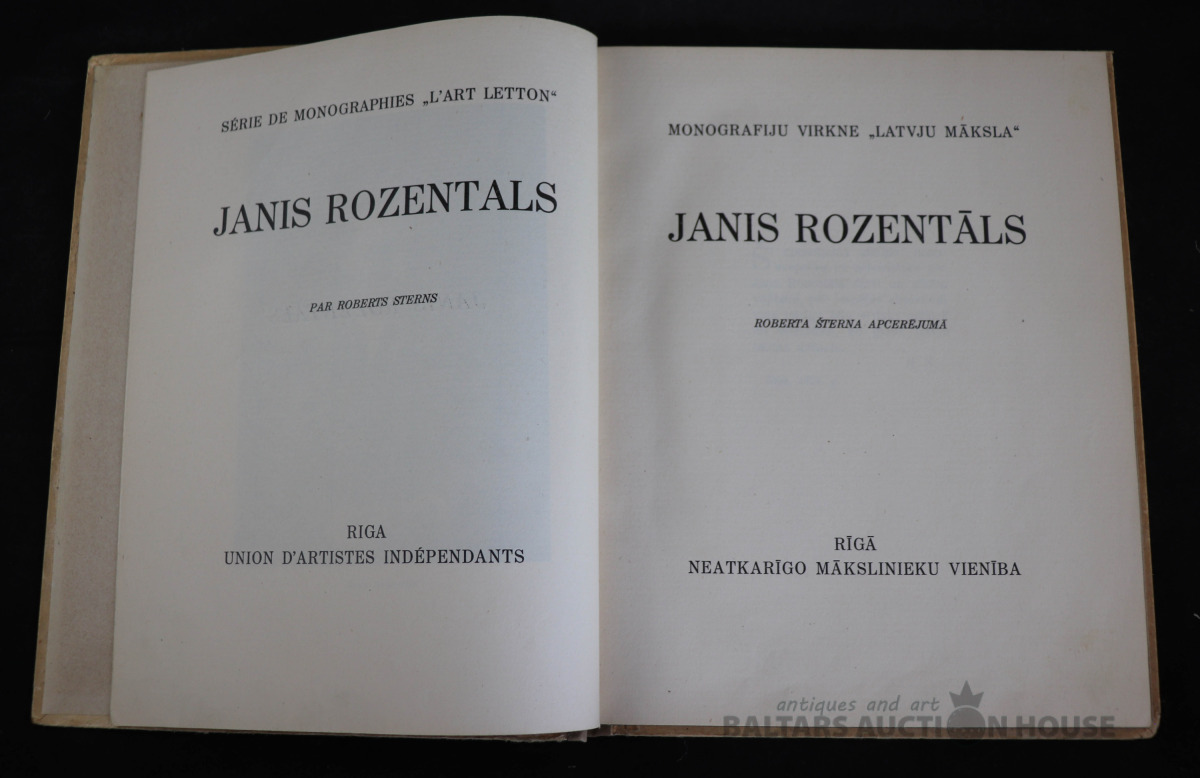 SÉRIE DE MONOGRAPHIES „L'ART LETTON“
JANIS ROZENTALS
PAR ROBERTS STERNS
RIGA
UNION D'ARTISTES INDÉPENDANTS
MONOGRAFIJU VIRKNE „LATVJU MĀKSLA“
JANIS ROZENTĀLS
ROBERTA ŠTERNA APCERĒJUMĀ
RĪGĀ
NEATKARĪGO MĀKSLINIEKU VIENĪBA
antiques and art
BALTARS AUCTION HOUSE